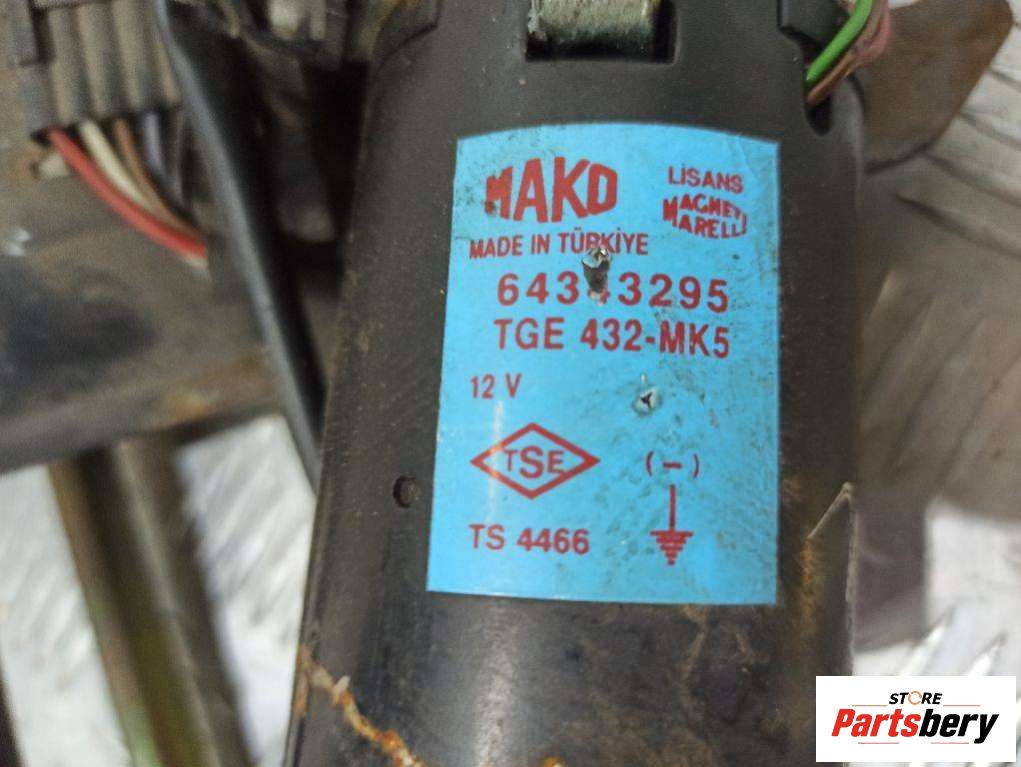 MAKO
LİSANS
MAGNETI
MARELLI
MADE IN TÜRKİYE
TGE 432-MK5
12 V
TSE
(-)
TS 4466
STORE
Partsbery